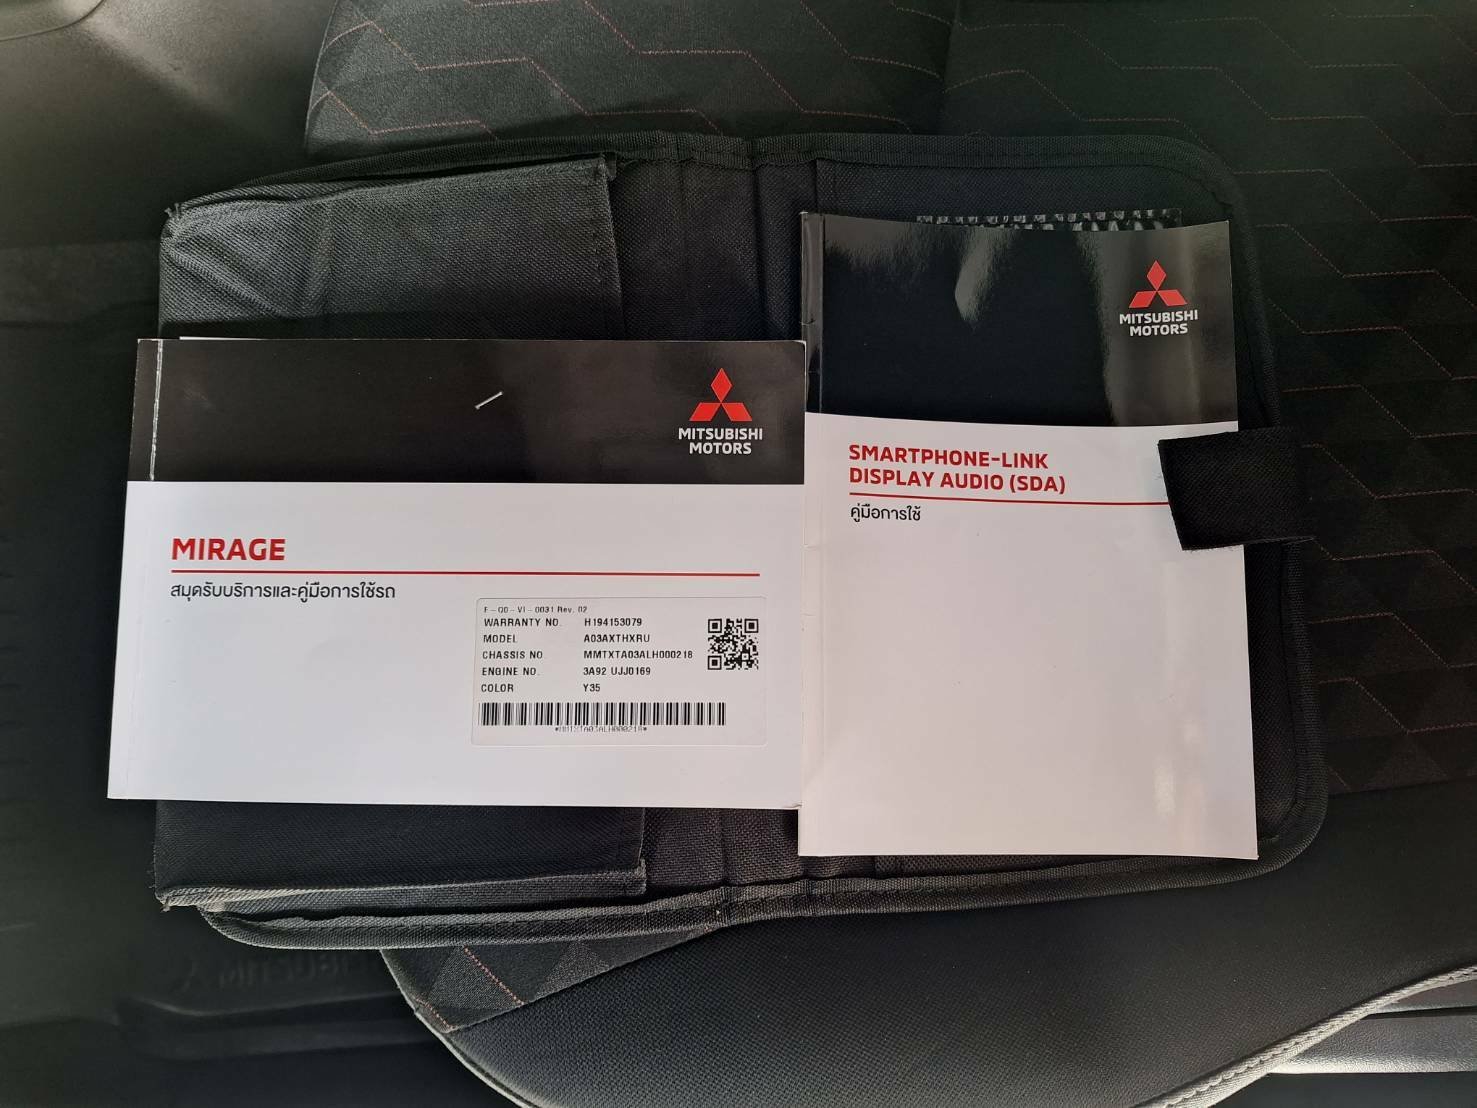 MITSUBISHI
MOTORS
MIRAGE
สมุดรับบริการและคู่มือการใช้รถ
F-QD-VI-0031 Rev. 02
WARRANTY NO. H194153079
MODEL A03AXTHXRU
CHASSIS NO MMTXTA03ALH000218
ENGINE NO. 3A92 UJJ0169
COLOR Y35
*MMTXTA03ALH000218*
MITSUBISHI
MOTORS
SMARTPHONE-LINK
DISPLAY AUDIO (SDA)
คู่มือการใช้